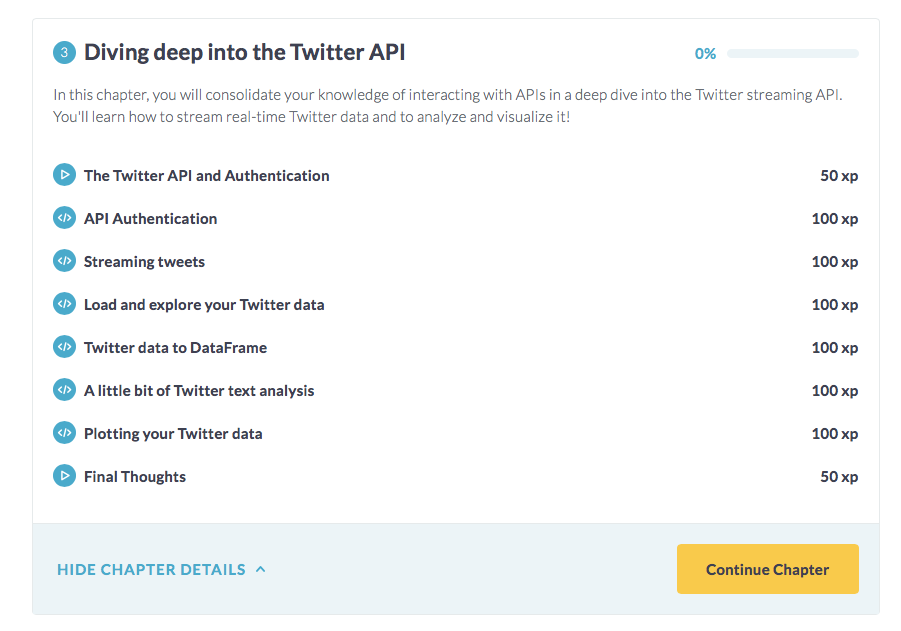 3 Diving deep into the Twitter API 0%
In this chapter, you will consolidate your knowledge of interacting with APIs in a deep dive into the Twitter streaming API.
You'll learn how to stream real-time Twitter data and to analyze and visualize it!
The Twitter API and Authentication 50 xp
API Authentication 100 xp
Streaming tweets 100 xp
Load and explore your Twitter data 100 xp
Twitter data to DataFrame 100 xp
A little bit of Twitter text analysis 100 xp
Plotting your Twitter data 100 xp
Final Thoughts 50 xp
HIDE CHAPTER DETAILS Continue Chapter